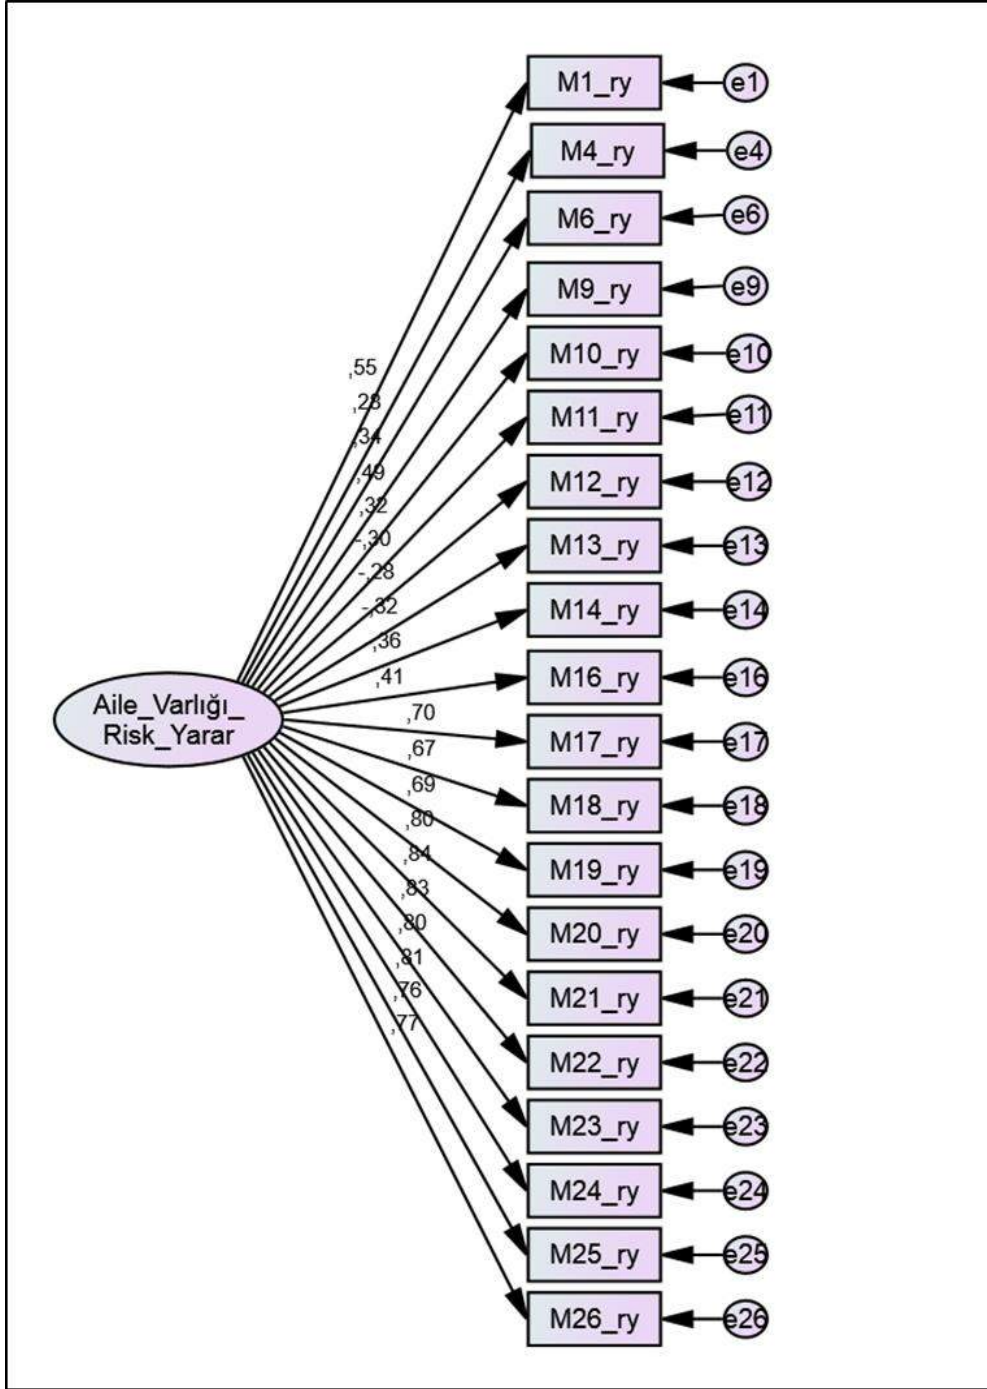 M1_ry
e1
M4_ry
e4
M6_ry
e6
M9_ry
e9
M10_ry
e10
M11_ry
e11
M12_ry
e12
M13_ry
e13
M14_ry
e14
M16_ry
e16
M17_ry
e17
M18_ry
e18
M19_ry
e19
M20_ry
e20
M21_ry
e21
M22_ry
e22
M23_ry
e23
M24_ry
e24
M25_ry
e25
M26_ry
e26
,55
,28
,34
,49
,32
-,30
-,28
-,32
,36
,41
,70
,67
,69
,80
,84
,83
,80
,81
,76
,77
Aile_Varlığı_
Risk_Yarar